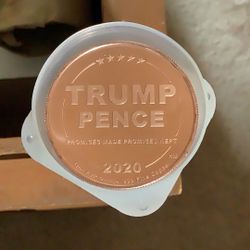 TRUMP
PENCE
PROMISES MADE PROMISES KEPT
2020